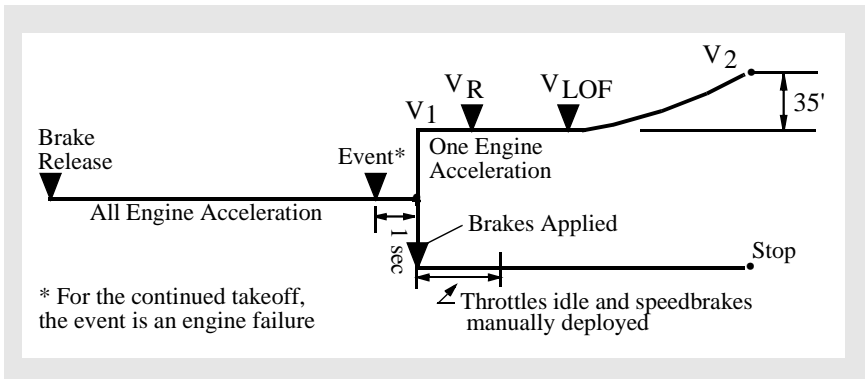 V2
VR
VLOF
V1
35'
Brake
Release
Event*
One Engine
Acceleration
All Engine Acceleration
1 sec
Brakes Applied
Stop
* For the continued takeoff,
the event is an engine failure
Throttles idle and speedbrakes
manually deployed